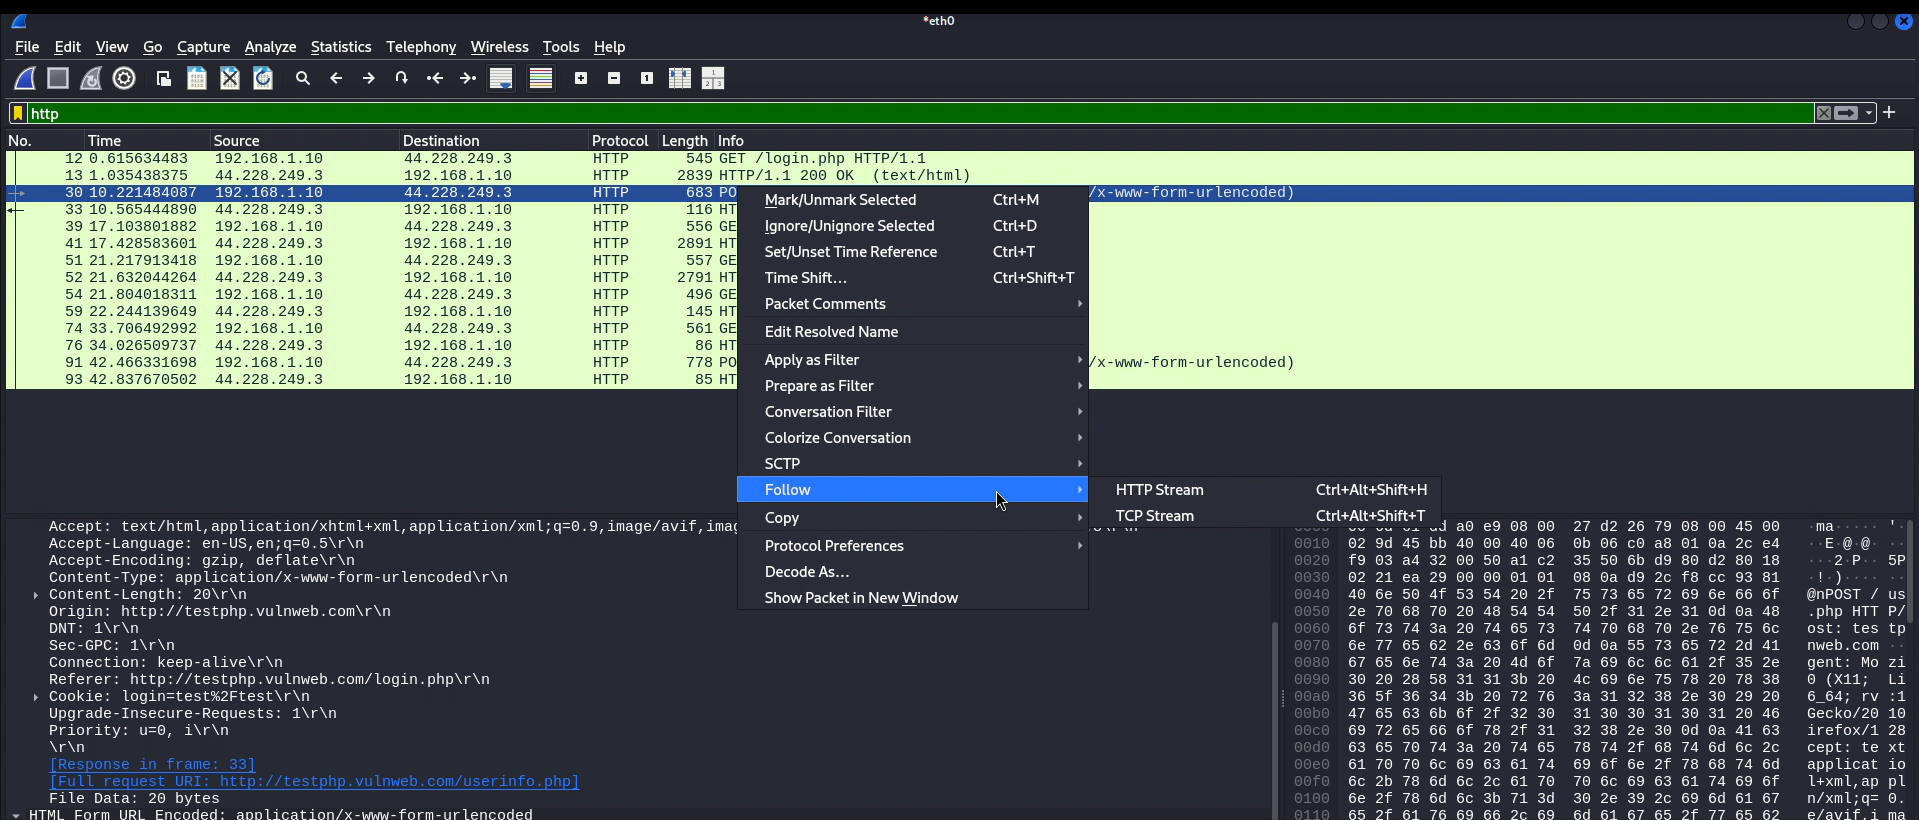 *eth0
File Edit View Go Capture Analyze Statistics Telephony Wireless Tools Help
http
No. Time Source Destination Protocol Length Info
12 0.615634483 192.168.1.10 44.228.249.3 HTTP 545 GET /login.php HTTP/1.1
13 1.035438375 192.168.1.10 44.228.249.3 HTTP 2839 HTTP/1.1 200 OK (text/html)
30 10.221484087 192.168.1.10 44.228.249.3 HTTP 683 PO /x-www-form-urlencoded)
33 10.565444890 44.228.249.3 192.168.1.10 HTTP 116 HT
39 17.103801882 44.228.249.3 192.168.1.10 HTTP 556 GE
41 17.428583601 44.228.249.3 192.168.1.10 HTTP 2891 HT
51 21.217913418 44.228.249.3 192.168.1.10 HTTP 557 GE
52 21.632044264 44.228.249.3 192.168.1.10 HTTP 2791 HT
54 21.804018311 192.168.1.10 44.228.249.3 HTTP 496 GE
59 22.244139649 44.228.249.3 192.168.1.10 HTTP 145 HT
74 33.706492992 192.168.1.10 44.228.249.3 HTTP 561 GE
76 34.026509737 44.228.249.3 192.168.1.10 HTTP 86 HT
91 42.466331698 192.168.1.10 44.228.249.3 HTTP 778 PO /x-www-form-urlencoded)
93 42.837670502 44.228.249.3 192.168.1.10 HTTP 85 HT
Mark/Unmark Selected Ctrl+M
Ignore/Unignore Selected Ctrl+D
Set/Unset Time Reference Ctrl+T
Time Shift… Ctrl+Shift+T
Packet Comments
Edit Resolved Name
Apply as Filter
Prepare as Filter
Conversation Filter
Colorize Conversation
SCTP
Follow
Copy
Protocol Preferences
Decode As…
Show Packet in New Window
HTTP Stream Ctrl+Alt+Shift+H
TCP Stream Ctrl+Alt+Shift+T
Accept: text/html,application/xhtml+xml,application/xml;q=0.9,image/avif,imag
Accept-Language: en-US,en;q=0.5\r\n
Accept-Encoding: gzip, deflate\r\n
Content-Type: application/x-www-form-urlencoded\r\n
Content-Length: 20\r\n
Origin: http://testphp.vulnweb.com\r\n
DNT: 1\r\n
Sec-GPC: 1\r\n
Connection: keep-alive\r\n
Referer: http://testphp.vulnweb.com/login.php\r\n
Cookie: login=test%2Ftest\r\n
Upgrade-Insecure-Requests: 1\r\n
Priority: u=0, i\r\n
\r\n
[Response in frame: 33]
[Full request URI: http://testphp.vulnweb.com/userinfo.php]
File Data: 20 bytes
HTML Form URL Encoded: application/x-www-form-urlencoded
a0 e9 08 00 27 d2 26 79 08 00 45 00 ·ma····· '·
0010 02 9d 45 bb 40 00 40 06 0b 06 c0 a8 01 0a 2c e4 ··E·@·@·
0020 f9 03 a4 32 00 50 a1 c2 35 50 6b d9 80 d2 80 18 ···2·P·· 5P
0030 02 21 ea 29 00 00 01 01 08 0a d9 2c f8 cc 93 81 ·!·)····
0040 40 6e 50 4f 53 54 20 2f 75 73 65 72 69 6e 66 6f @nPOST / us
0050 2e 70 68 70 20 48 54 54 50 2f 31 2e 31 0d 0a 48 .php HTT P/
0060 6f 73 74 3a 20 74 65 73 74 70 68 70 2e 76 75 6c ost: tes tp
0070 6e 77 65 62 2e 63 6f 6d 0d 0a 55 73 65 72 2d 41 nweb.com ··
0080 67 65 6e 74 3a 20 4d 6f 7a 69 6c 6c 61 2f 35 2e gent: Mo zi
0090 30 20 28 58 31 31 3b 20 4c 69 6e 75 78 20 78 38 0 (X11; Li
00a0 36 5f 36 34 3b 20 72 76 3a 31 32 38 2e 30 29 20 6_64; rv :1
00b0 47 65 63 6b 6f 2f 32 30 31 30 30 31 30 31 20 46 Gecko/20 10
00c0 69 72 65 66 6f 78 2f 31 32 38 2e 30 0d 0a 41 63 irefox/1 28
00d0 63 65 70 74 3a 20 74 65 78 74 2f 68 74 6d 6c 2c cept: te xt
00e0 61 70 70 6c 69 63 61 74 69 6f 6e 2f 78 68 74 6d applicat io
00f0 6c 2b 78 6d 6c 2c 61 70 70 6c 69 63 61 74 69 6f l+xml,ap pl
0100 6e 2f 78 6d 6c 3b 71 3d 30 2e 39 2c 69 6d 61 67 n/xml;q= 0.
0110 65 2f 61 76 69 66 2c 69 6d 61 67 65 2f 77 65 62 e/avif,i ma